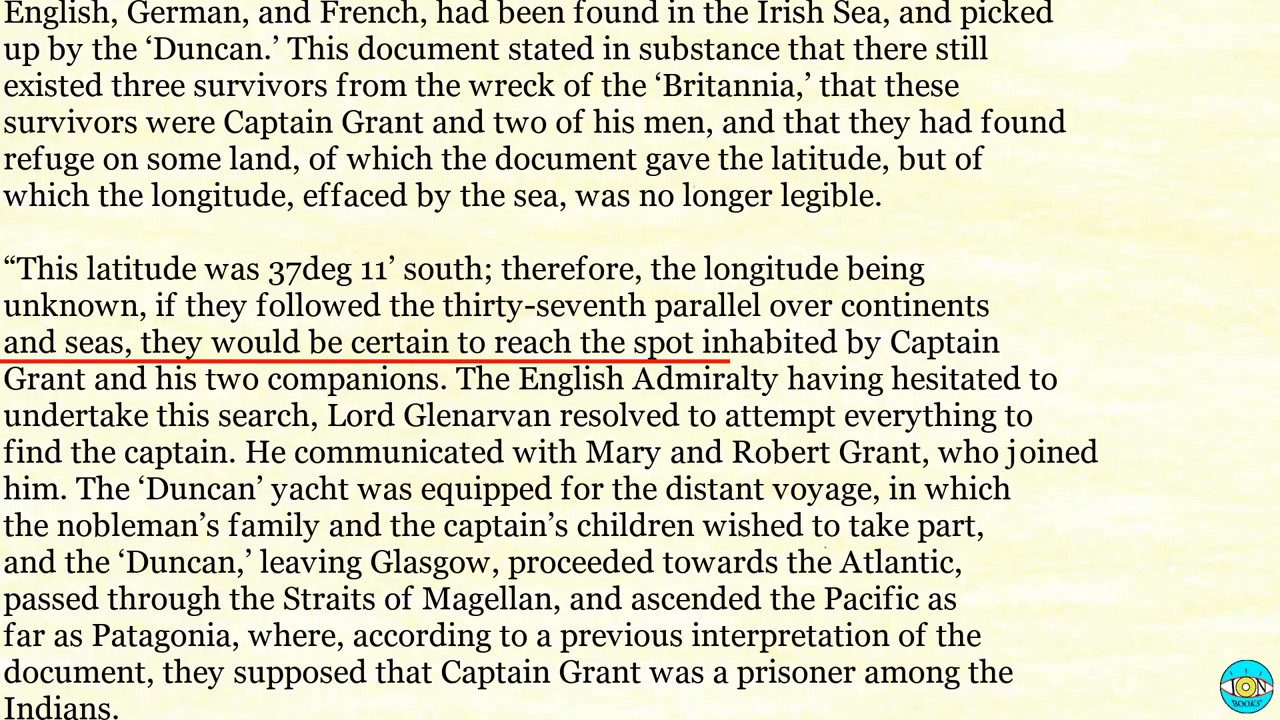 English, German, and French, had been found in the Irish Sea, and picked
up by the ‘Duncan.’ This document stated in substance that there still
existed three survivors from the wreck of the ‘Britannia,’ that these
survivors were Captain Grant and two of his men, and that they had found
refuge on some land, of which the document gave the latitude, but of
which the longitude, effaced by the sea, was no longer legible.
“This latitude was 37deg 11’ south; therefore, the longitude being
unknown, if they followed the thirty-seventh parallel over continents
and seas, they would be certain to reach the spot inhabited by Captain
Grant and his two companions. The English Admiralty having hesitated to
undertake this search, Lord Glenarvan resolved to attempt everything to
find the captain. He communicated with Mary and Robert Grant, who joined
him. The ‘Duncan’ yacht was equipped for the distant voyage, in which
the nobleman’s family and the captain’s children wished to take part,
and the ‘Duncan,’ leaving Glasgow, proceeded towards the Atlantic,
passed through the Straits of Magellan, and ascended the Pacific as
far as Patagonia, where, according to a previous interpretation of the
document, they supposed that Captain Grant was a prisoner among the
Indians.
ION
BOOKS